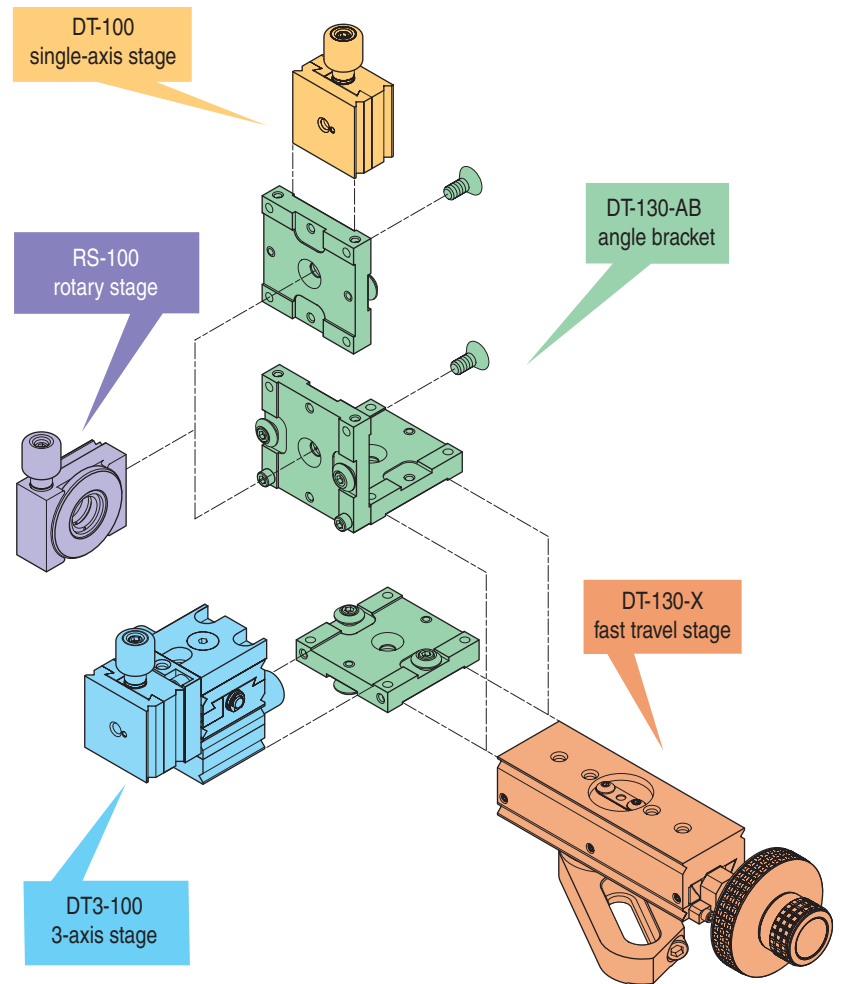 DT-100
single-axis stage
DT-130-AB
angle bracket
RS-100
rotary stage
DT-130-X
fast travel stage
DT3-100
3-axis stage